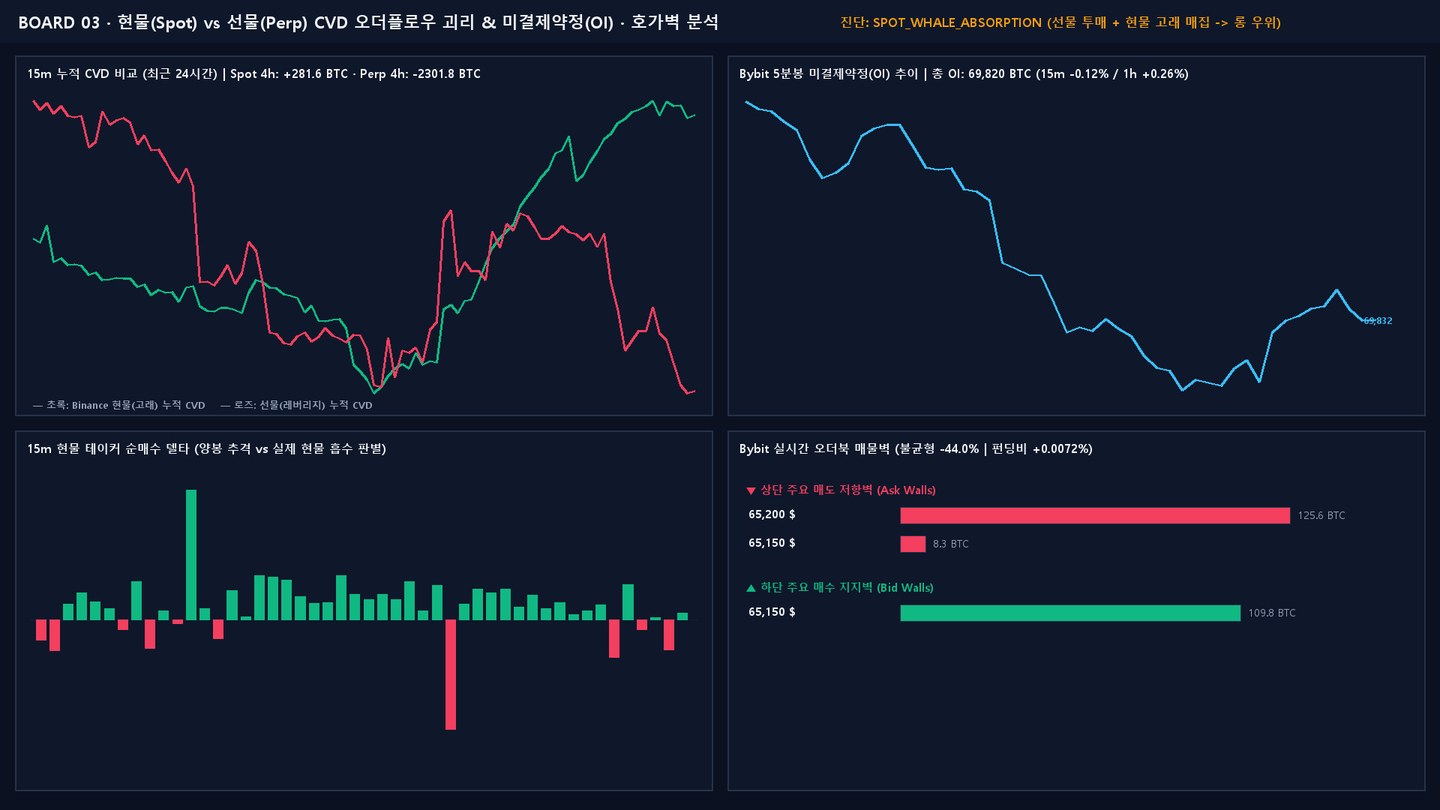 BOARD 03 · 현물(Spot) vs 선물(Perp) CVD 오더플로우 괴리 & 미결제약정(OI) · 호가벽 분석
진단: SPOT_WHALE_ABSORPTION (선물 투매 + 현물 고래 매집 -> 롱 우위)
15m 누적 CVD 비교 (최근 24시간) | Spot 4h: +281.6 BTC · Perp 4h: -2301.8 BTC
— 초록: Binance 현물(고래) 누적 CVD — 로즈: 선물(레버리지) 누적 CVD
Bybit 5분봉 미결제약정(OI) 추이 | 총 OI: 69,820 BTC (15m -0.12% / 1h +0.26%)
69,832
15m 현물 테이커 순매수 델타 (양봉 추격 vs 실제 현물 흡수 판별)
Bybit 실시간 오더북 매물벽 (불균형 -44.0% | 펀딩비 +0.0072%)
▼ 상단 주요 매도 저항벽 (Ask Walls)
65,200 $ 125.6 BTC
65,150 $ 8.3 BTC
▲ 하단 주요 매수 지지벽 (Bid Walls)
65,150 $ 109.8 BTC